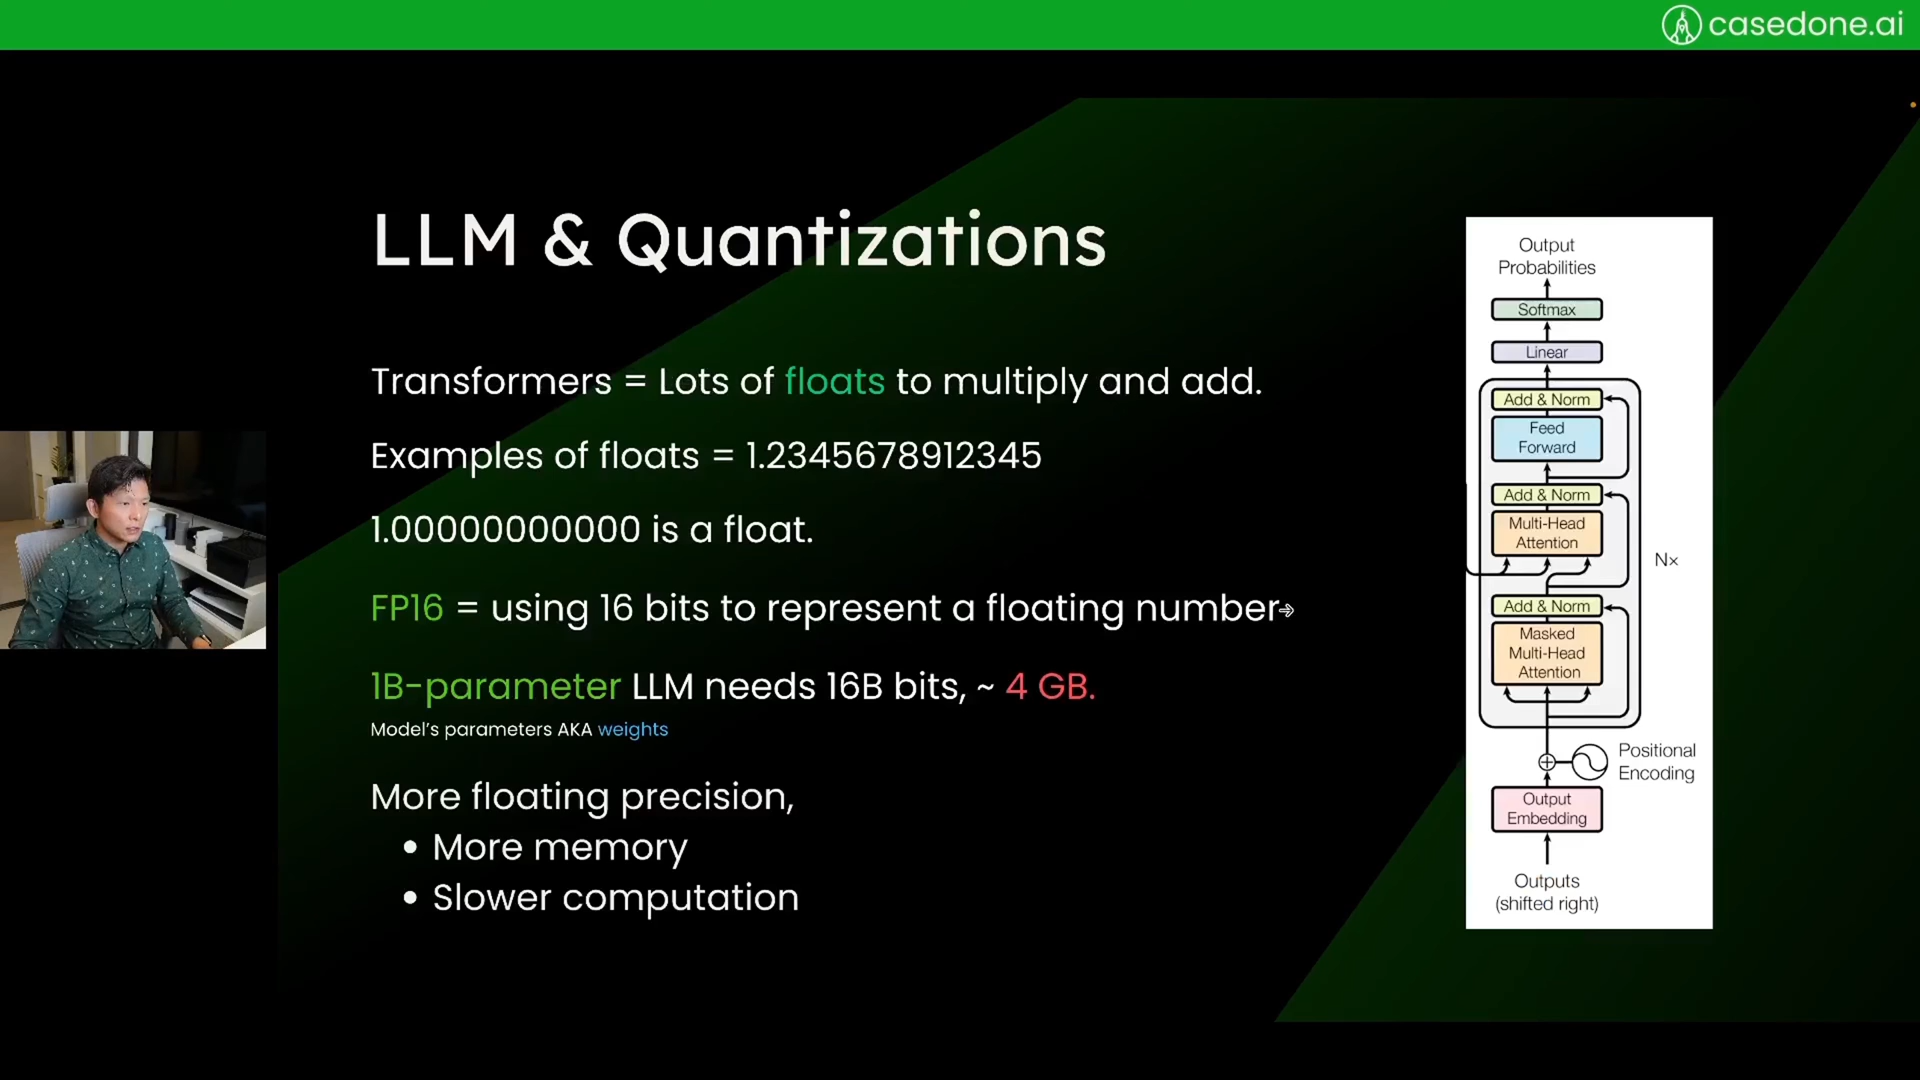 casedone.ai
LLM & Quantizations
Transformers = Lots of floats to multiply and add.
Examples of floats = 1.2345678912345
1.00000000000 is a float.
FP16 = using 16 bits to represent a floating number
1B-parameter LLM needs 16B bits, ~ 4 GB.
Model's parameters AKA weights
More floating precision,
• More memory
• Slower computation
Output
Probabilities
Softmax
Linear
Add & Norm
Feed
Forward
Add & Norm
Multi-Head
Attention
Nx
Add & Norm
Masked
Multi-Head
Attention
Positional
Encoding
Output
Embedding
Outputs
(shifted right)